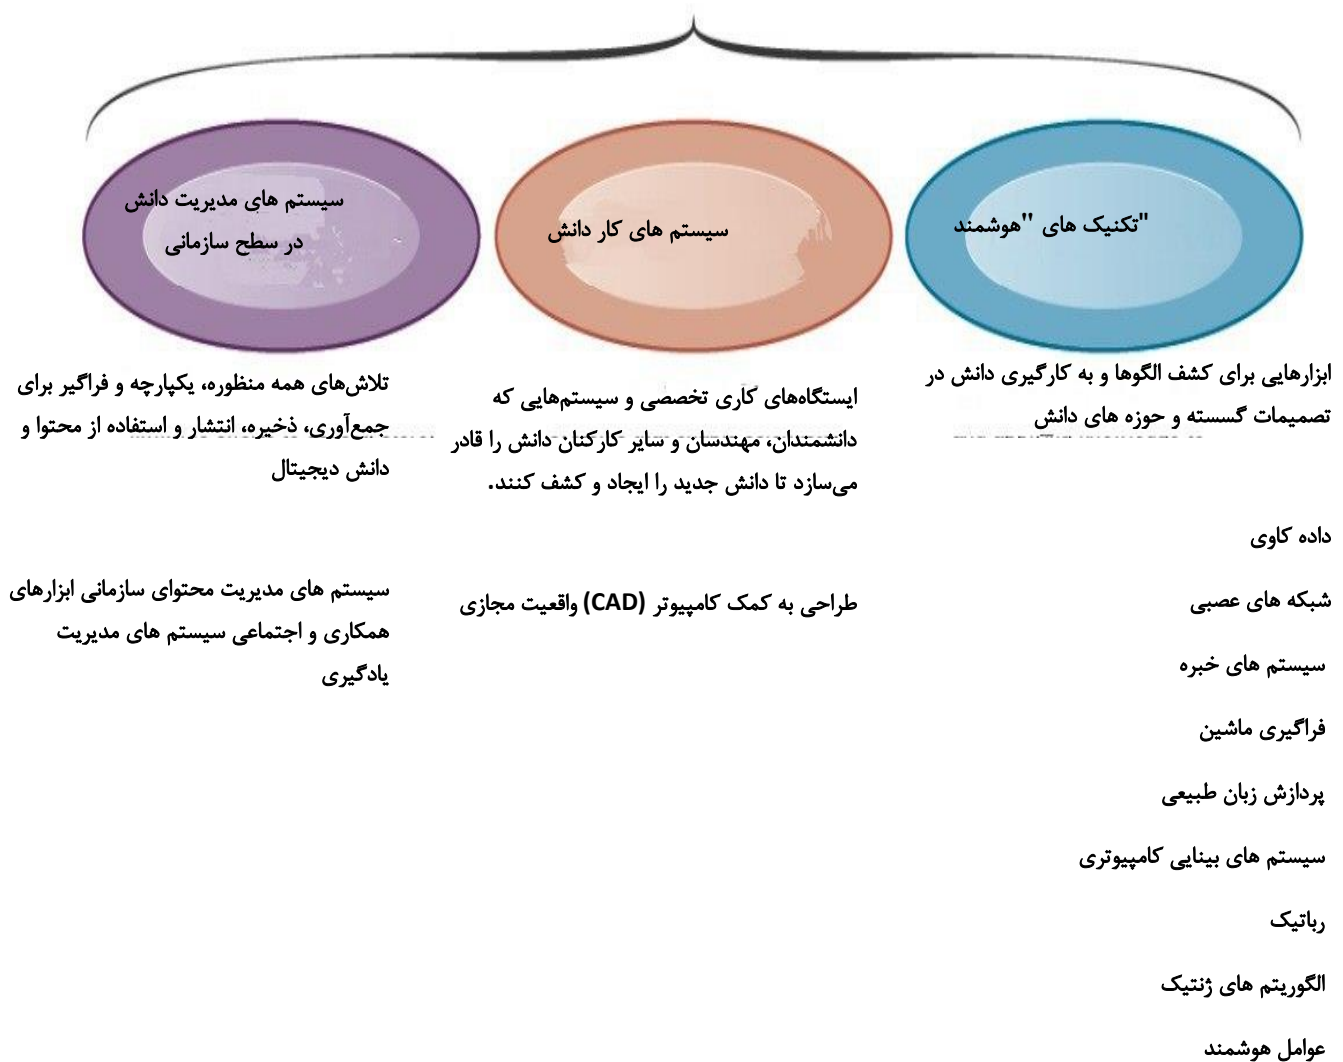 "تکنیک های "هوشمند
ابزارهایی برای کشف الگوها و به کارگیری دانش در
تصمیمات گسسته و حوزه های دانش
داده کاوی
شبکه های عصبی
سیستم های خبره
فراگیری ماشین
پردازش زبان طبیعی
سیستم های بینایی کامپیوتری
رباتیک
الگوریتم های ژنتیک
عوامل هوشمند
سیستم های کار دانش
ایستگاه‌های کاری تخصصی و سیستم‌هایی که
دانشمندان، مهندسان و سایر کارکنان دانش را قادر
می‌سازد تا دانش جدید را ایجاد و کشف کنند.
طراحی به کمک کامپیوتر (CAD) واقعیت مجازی
سیستم های مدیریت دانش
در سطح سازمانی
تلاش‌های همه منظوره، یکپارچه و فراگیر برای
جمع‌آوری، ذخیره، انتشار و استفاده از محتوا و
دانش دیجیتال
سیستم های مدیریت محتوای سازمانی ابزارهای
همکاری و اجتماعی سیستم های مدیریت
یادگیری